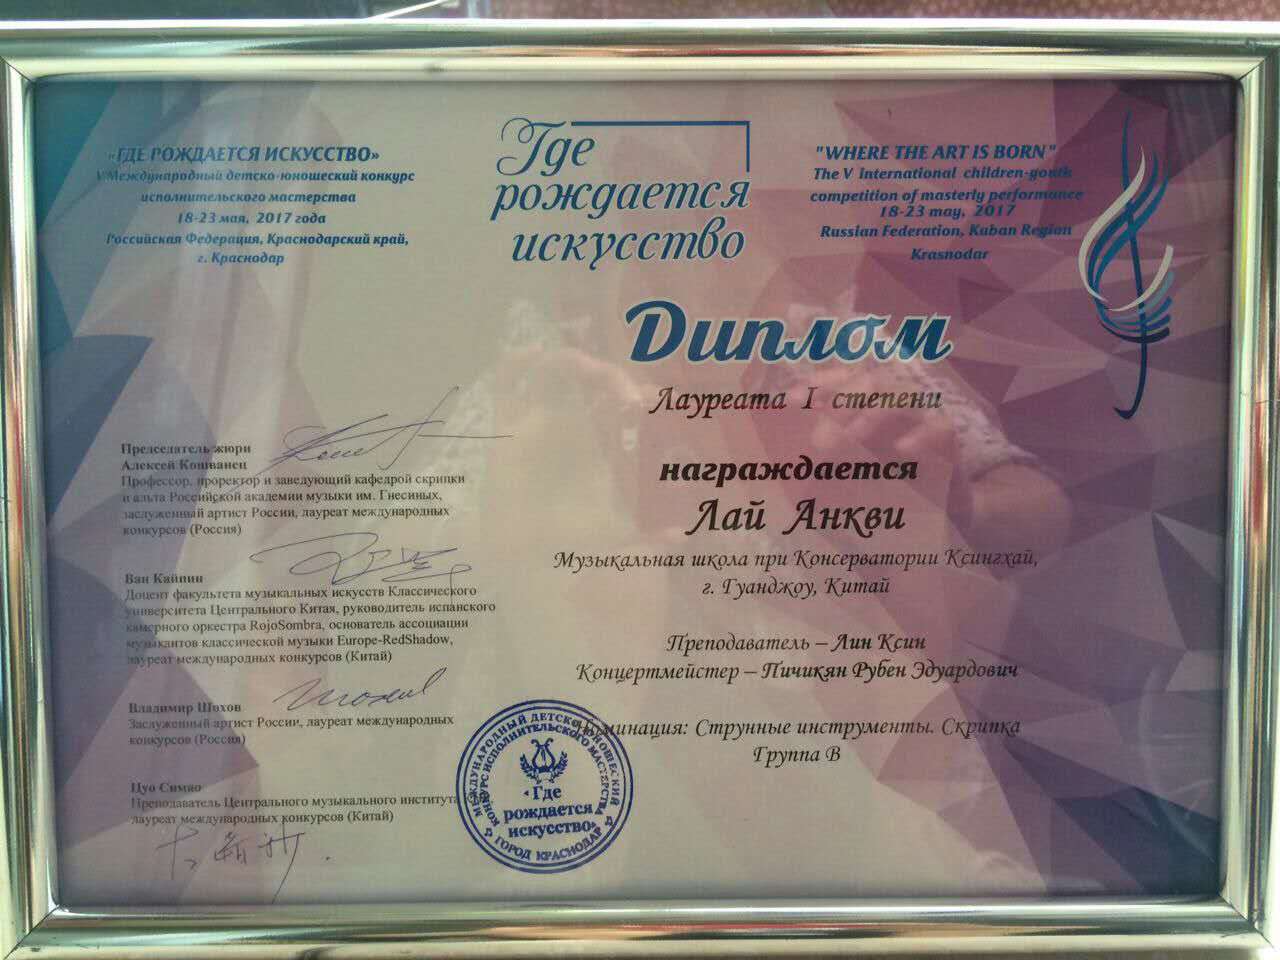 «ГДЕ РОЖДАЕТСЯ ИСКУССТВО»
V Международный детско-юношеский конкурс
исполнительского мастерства
18-23 мая, 2017 года
Российская Федерация, Краснодарский край,
г. Краснодар
Где
рождается
искусство
"WHERE THE ART IS BORN"
The V international children-youth
competition of masterly performance
18-23 may, 2017
Russian Federation, Kuban Region
Krasnodar
Диплом
Лауреата I степени
награждается
Лай Анкви
Музыкальная школа при Консерватории Ксингхай,
г. Гуанджоу, Китай
Преподаватель – Лин Ксин
Концертмейстер – Пичикян Рубен Эдуардович
Номинация: Струнные инструменты. Скрипка
Группа В
Председатель жюри
Алексей Кошванец
Профессор, проректор и заведующий кафедрой скрипки
и альта Российской академии музыки им. Гнесиных,
заслуженный артист России, лауреат международных
конкурсов (Россия)
Ван Кайпин
Доцент факультета музыкальных искусств Классического
университета Центрального Китая, руководитель испанского
камерного оркестра RojoSombra, основатель ассоциации
музыкантов классической музыки Europe-RedShadow,
лауреат международных конкурсов (Китай)
Владимир Шохов
Заслуженный артист России, лауреат международных
конкурсов (Россия)
Цуо Симао
Преподаватель Центрального музыкального института
лауреат международных конкурсов (Китай)
МЕЖДУНАРОДНЫЙ ДЕТСКО-ЮНОШЕСКИЙ
КОНКУРС ИСПОЛНИТЕЛЬСКОГО МАСТЕРСТВА
«Где
рождается
искусство»
ГОРОД КРАСНОДАР